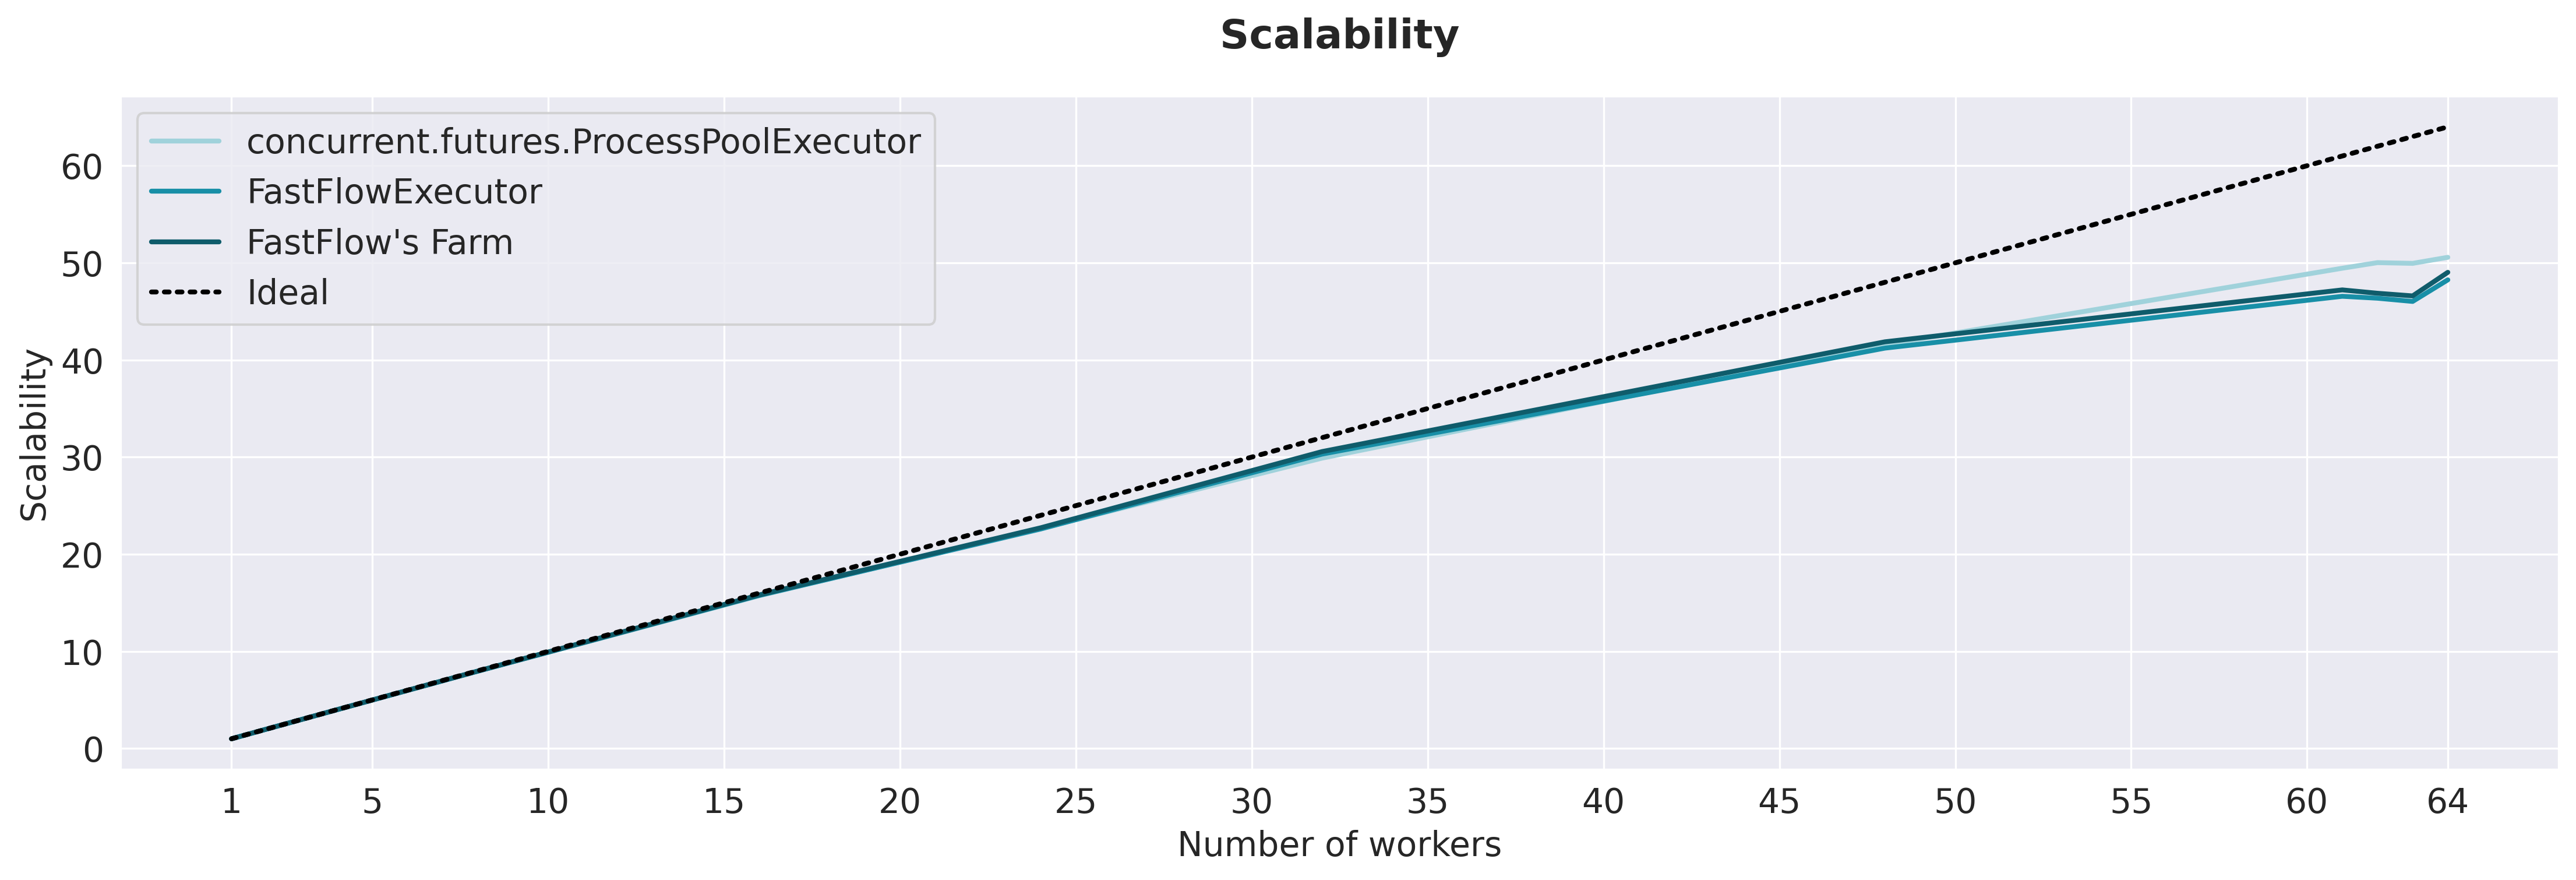 Scalability
concurrent.futures.ProcessPoolExecutor
FastFlowExecutor
FastFlow's Farm
Ideal
Scalability
60
50
40
30
20
10
0
1 5 10 15 20 25 30 35 40 45 50 55 60 64
Number of workers